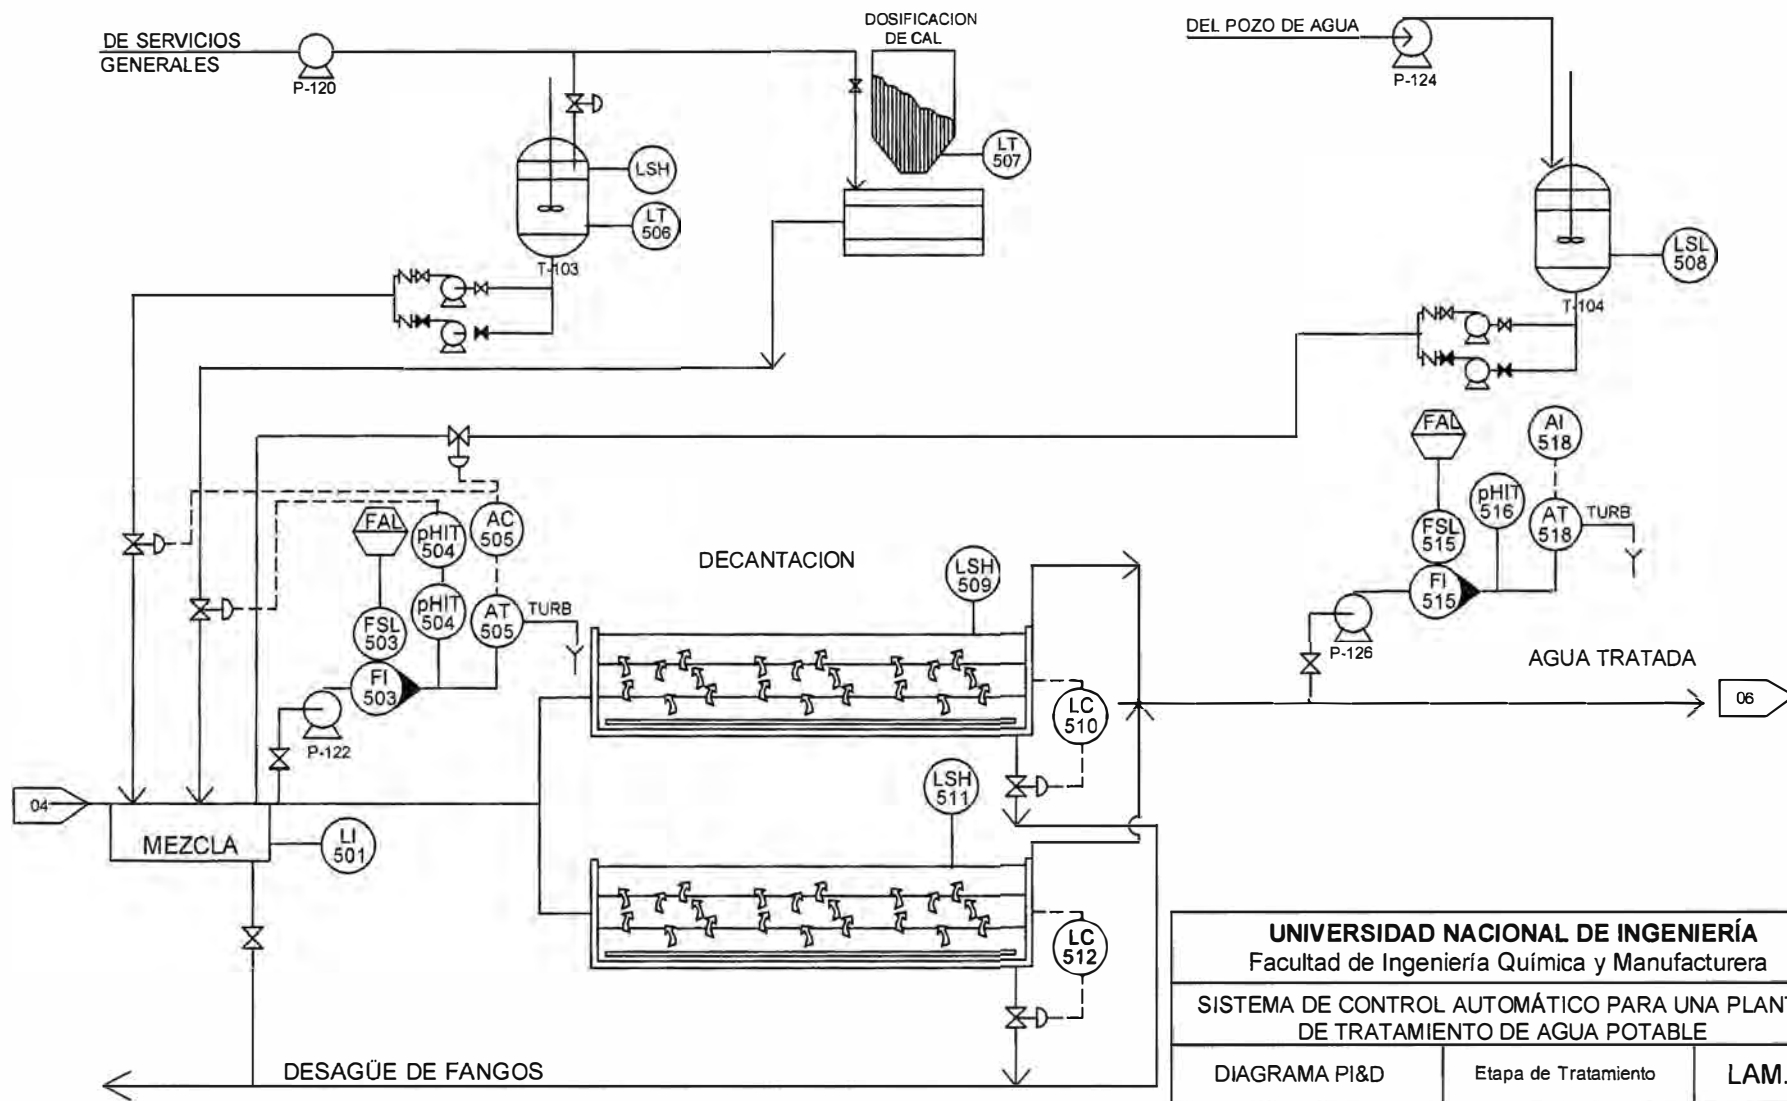 DE SERVICIOS
GENERALES
P-120
DOSIFICACION
DE CAL
DEL POZO DE AGUA
P-124
LSH
LT
506
LT
507
LSL
508
T-103
T-104
FAL
pHIT
504
AC
505
FSL
503
pHIT
504
AT
505
TURB
FI
503
P-122
DECANTACION
LSH
509
LC
510
FAL
AI
518
FSL
515
pHIT
516
AT
518
TURB
FI
515
P-126
AGUA TRATADA
06
04
MEZCLA
LI
501
LSH
511
LC
512
DESAGÜE DE FANGOS
UNIVERSIDAD NACIONAL DE INGENIERÍA
Facultad de Ingeniería Química y Manufacturera
SISTEMA DE CONTROL AUTOMÁTICO PARA UNA PLANT
DE TRATAMIENTO DE AGUA POTABLE
DIAGRAMA PI&D
Etapa de Tratamiento
LAM.